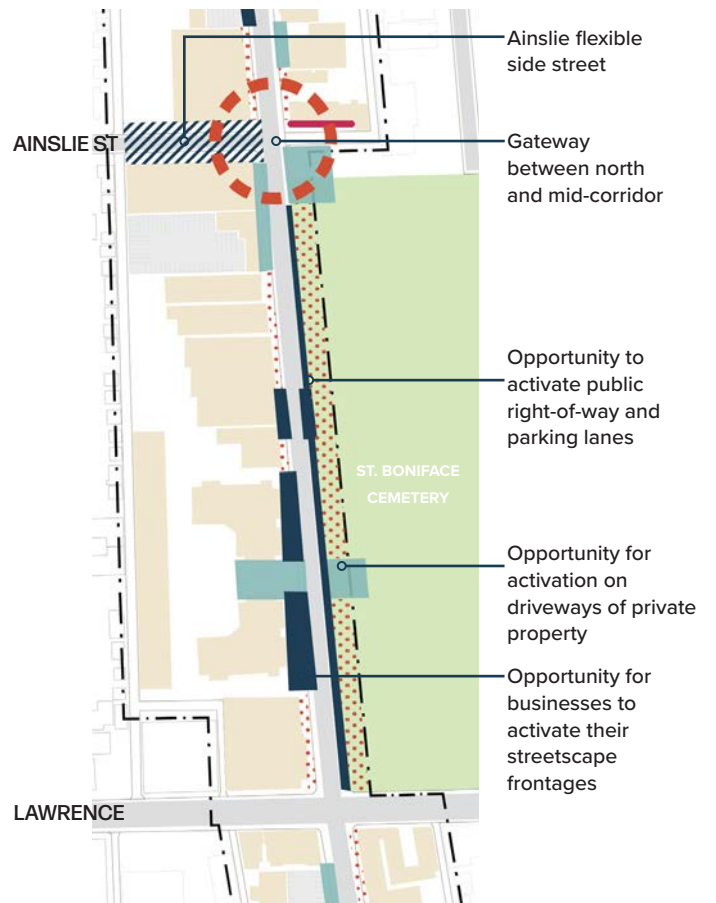 Ainslie flexible
side street
AINSLIE ST
Gateway
between north
and mid-corridor
Opportunity to
activate public
right-of-way and
parking lanes
ST. BONIFACE
CEMETERY
Opportunity for
activation on
driveways of private
property
Opportunity for
businesses to
activate their
streetscape
frontages
LAWRENCE